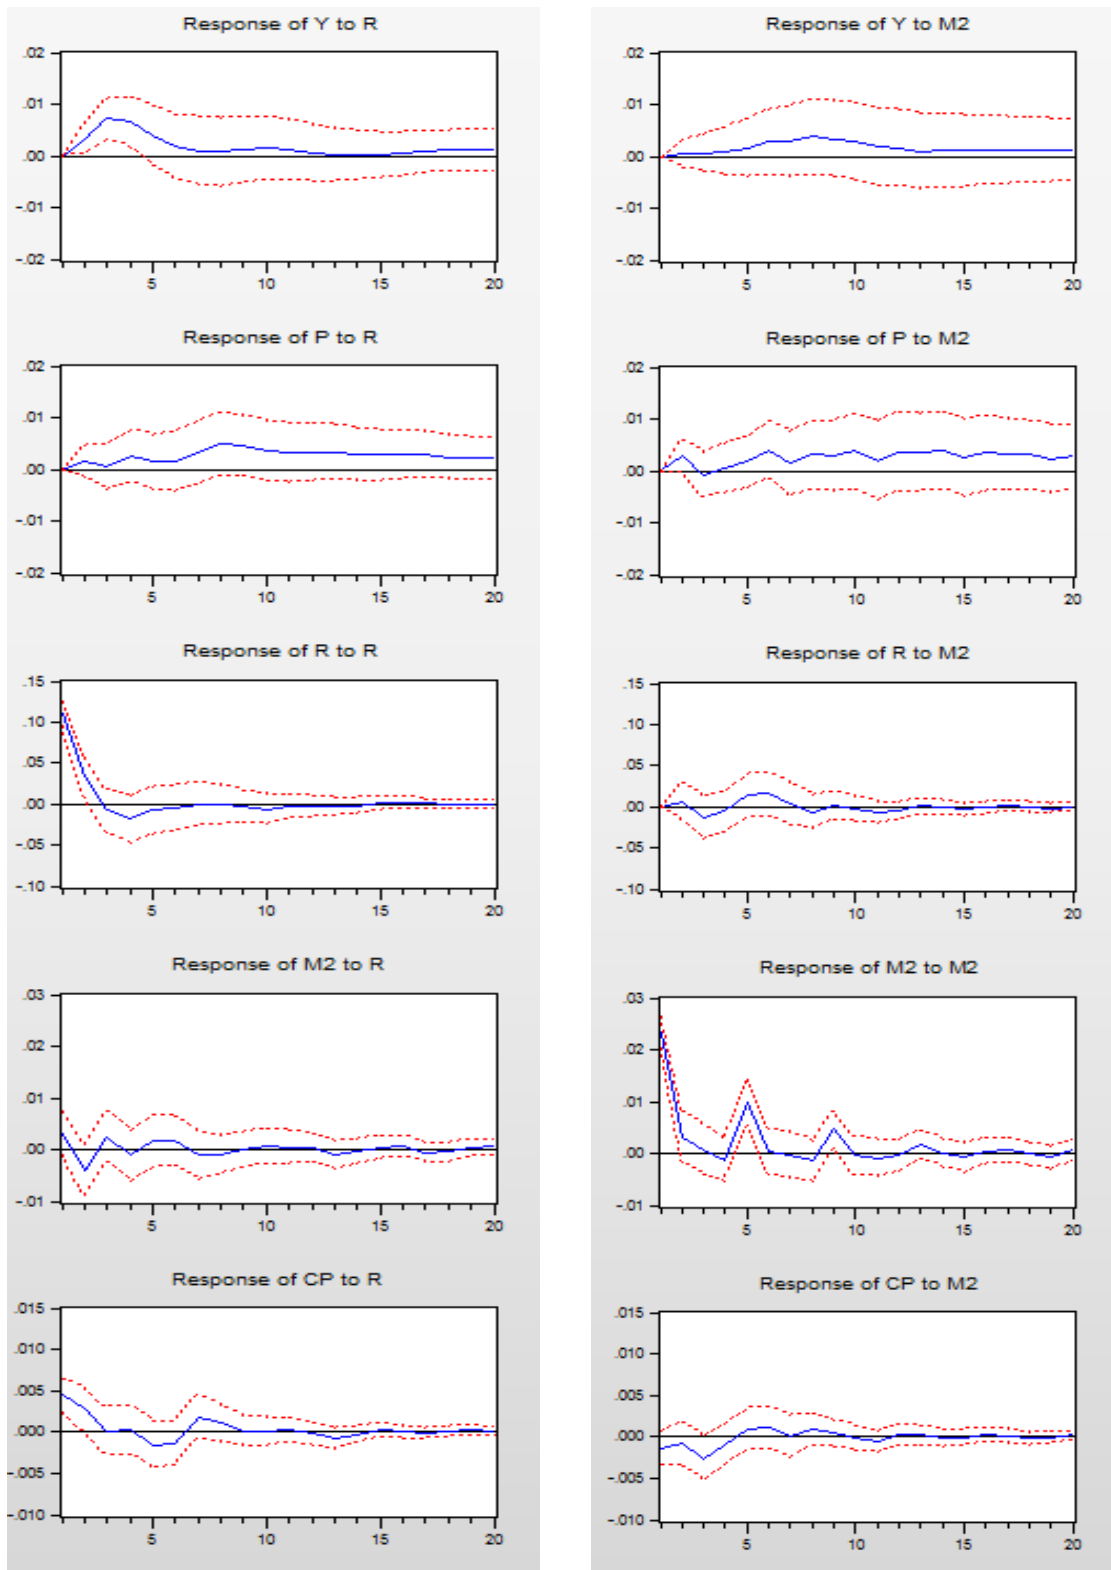 Response of Y to R
.02
.01
.00
-.01
-.02
5 10 15 20
Response of Y to M2
.02
.01
.00
-.01
-.02
5 10 15 20
Response of P to R
.02
.01
.00
-.01
-.02
5 10 15 20
Response of P to M2
.02
.01
.00
-.01
-.02
5 10 15 20
Response of R to R
.15
.10
.05
.00
-.05
-.10
5 10 15 20
Response of R to M2
.15
.10
.05
.00
-.05
-.10
5 10 15 20
Response of M2 to R
.03
.02
.01
.00
-.01
5 10 15 20
Response of M2 to M2
.03
.02
.01
.00
-.01
5 10 15 20
Response of CP to R
.015
.010
.005
.000
-.005
-.010
5 10 15 20
Response of CP to M2
.015
.010
.005
.000
-.005
-.010
5 10 15 20